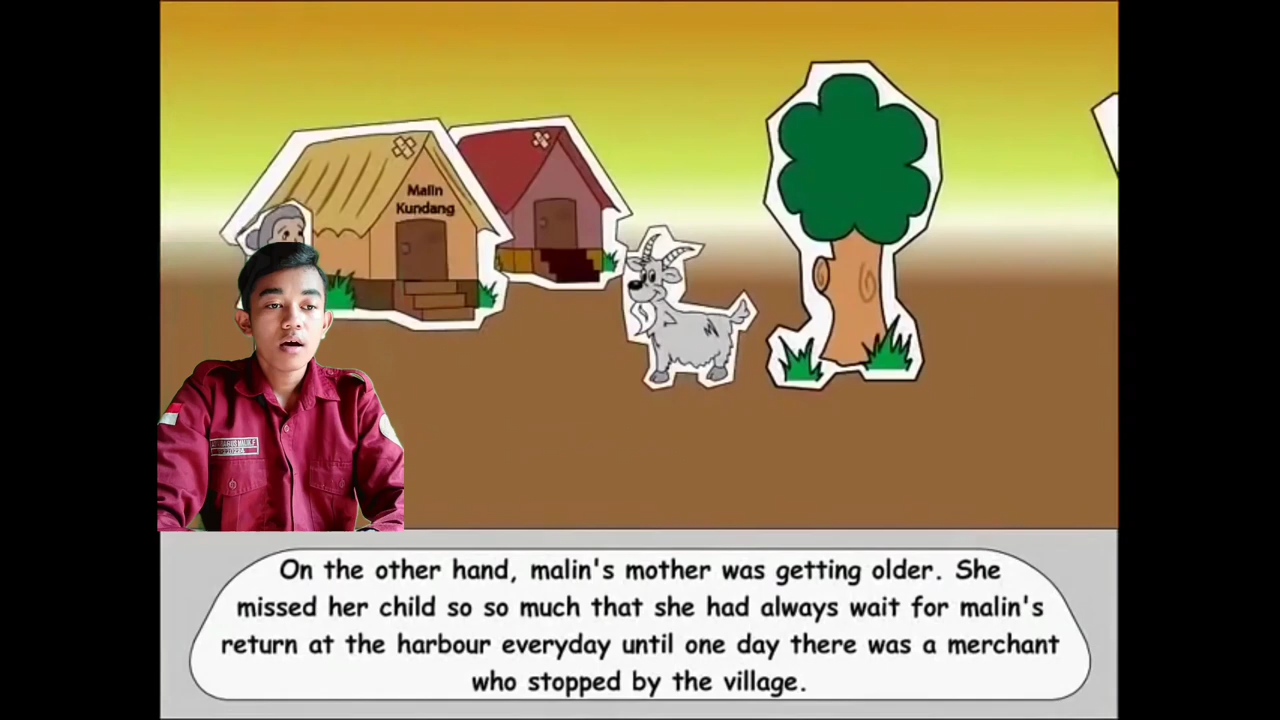 Malin
Kundang
On the other hand, malin's mother was getting older. She
missed her child so so much that she had always wait for malin's
return at the harbour everyday until one day there was a merchant
who stopped by the village.